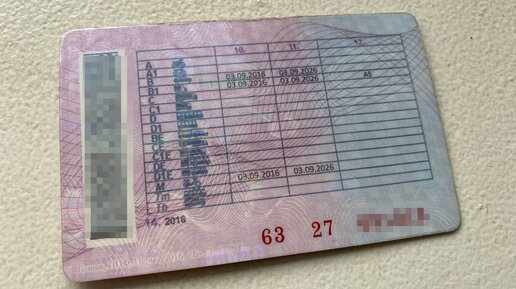 10. 11. 12.
A
A1
B 03.09.2016 03.09.2026 AS
B1 03.09.2016 03.09.2026
C
C1
D
D1
BE
CE
C1E
DE
D1E
M 03.09.2016 03.09.2026
Tm
Tb
14. 2016
63 27